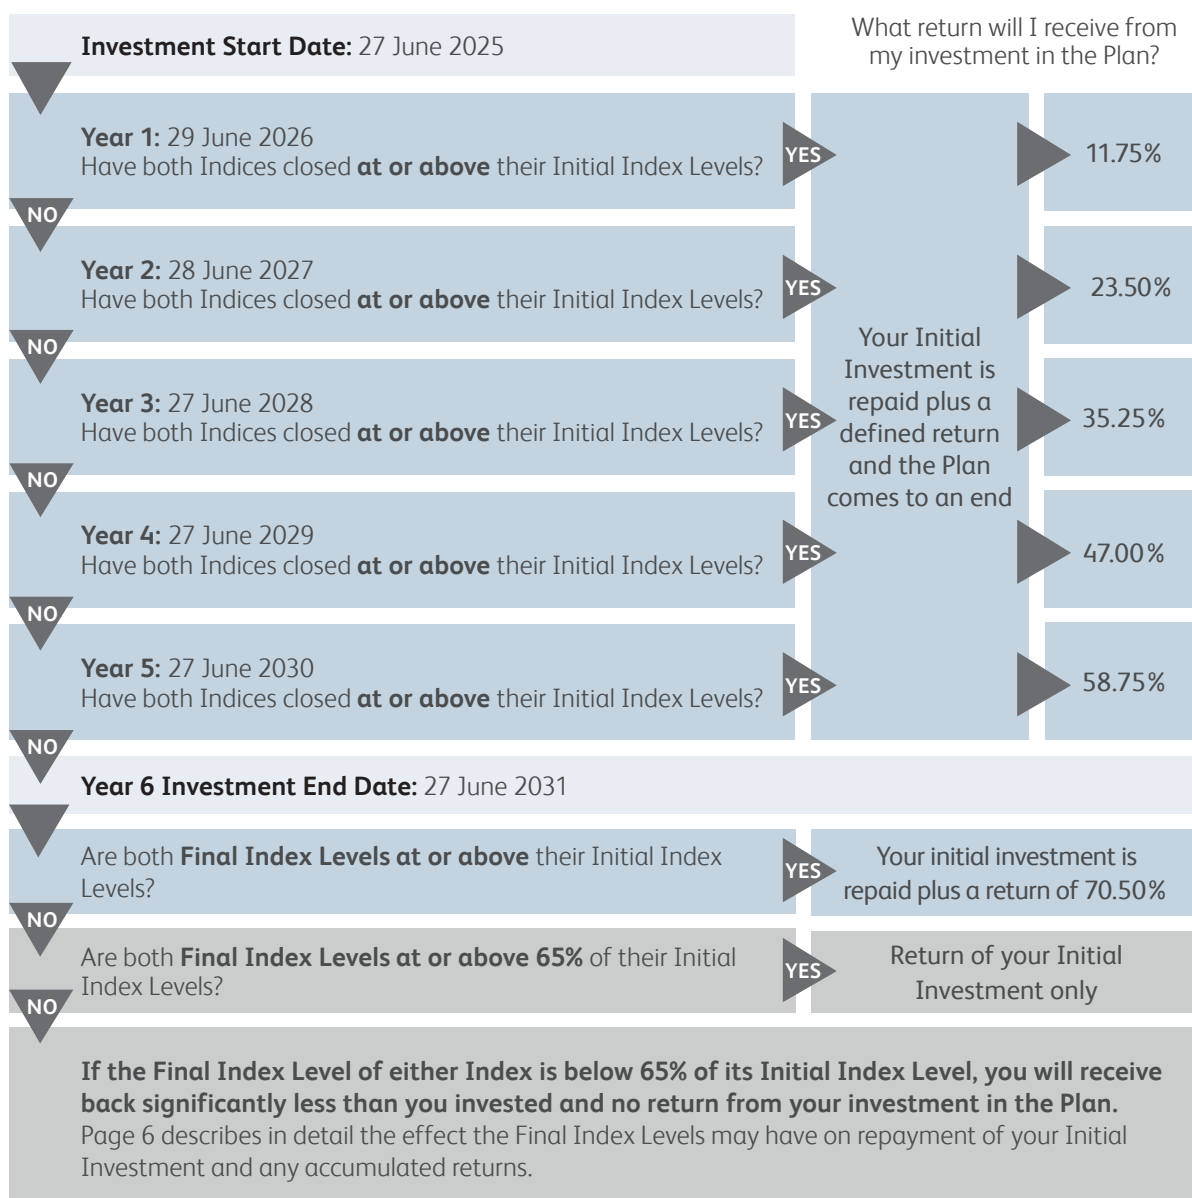 What return will I receive from
my investment in the Plan?
Investment Start Date: 27 June 2025
Year 1: 29 June 2026
Have both Indices closed at or above their Initial Index Levels?
YES
11.75%
NO
Year 2: 28 June 2027
Have both Indices closed at or above their Initial Index Levels?
YES
23.50%
NO
Year 3: 27 June 2028
Have both Indices closed at or above their Initial Index Levels?
YES
35.25%
NO
Year 4: 27 June 2029
Have both Indices closed at or above their Initial Index Levels?
YES
47.00%
NO
Year 5: 27 June 2030
Have both Indices closed at or above their Initial Index Levels?
YES
58.75%
Your Initial
Investment is
repaid plus a
defined return
and the Plan
comes to an end
NO
Year 6 Investment End Date: 27 June 2031
Are both Final Index Levels at or above their Initial Index
Levels?
YES
Your initial investment is
repaid plus a return of 70.50%
NO
Are both Final Index Levels at or above 65% of their Initial
Index Levels?
YES
Return of your Initial
Investment only
NO
If the Final Index Level of either Index is below 65% of its Initial Index Level, you will receive
back significantly less than you invested and no return from your investment in the Plan.
Page 6 describes in detail the effect the Final Index Levels may have on repayment of your Initial
Investment and any accumulated returns.